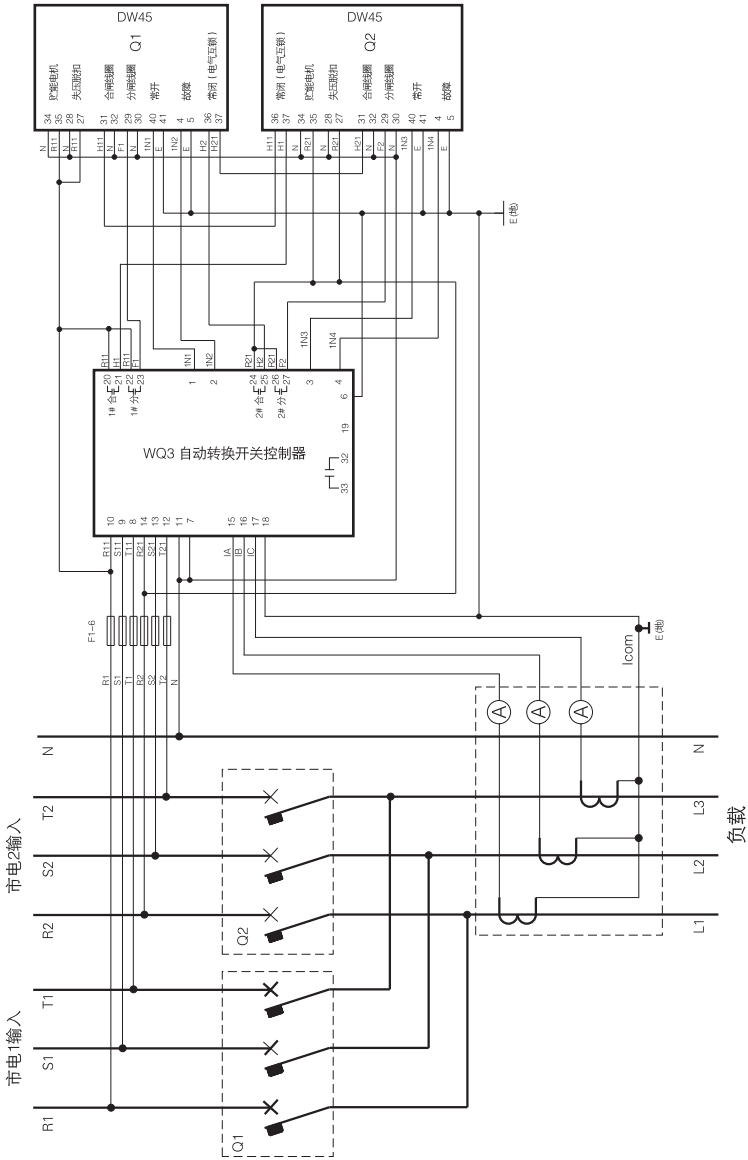 DW45
Q1
贮能电机
失压脱扣
合闸线圈
分闸线圈
常开
故障
常闭(电气互锁)
34 35 28 27 31 32 29 30 40 41 4 5 36 37
N R11 N R11 H11 N F1 N 1N1 E 1N2 E H2 H21
DW45
Q2
常闭(电气互锁)
贮能电机
失压脱扣
合闸线圈
分闸线圈
常开
故障
36 37 34 35 28 27 31 32 29 30 40 41 4 5
H11 H1 N R21 N R21 H21 N F2 N 1N3 E 1N4 E
E(地)
R11 H1 R11 F1 1N1 1N2 R21 H2 R21 F2 1N3 1N4
20 21 22 23 1 2 24 25 26 27 3 4 6
1# 合
1# 分
2# 合
2# 分
WQ3 自动转换开关控制器
19
32
33
10 9 8 14 13 12 11 7 15 16 17 18
R11 S11 T11 R21 S21 T21 IA IB IC
F1-6
R1 S1 T1 R2 S2 T2 N
Icom
E(地)
A A A
市电1输入
R1 S1 T1
市电2输入
R2 S2 T2
N
Q1
Q2
L1 L2 L3 N
负载